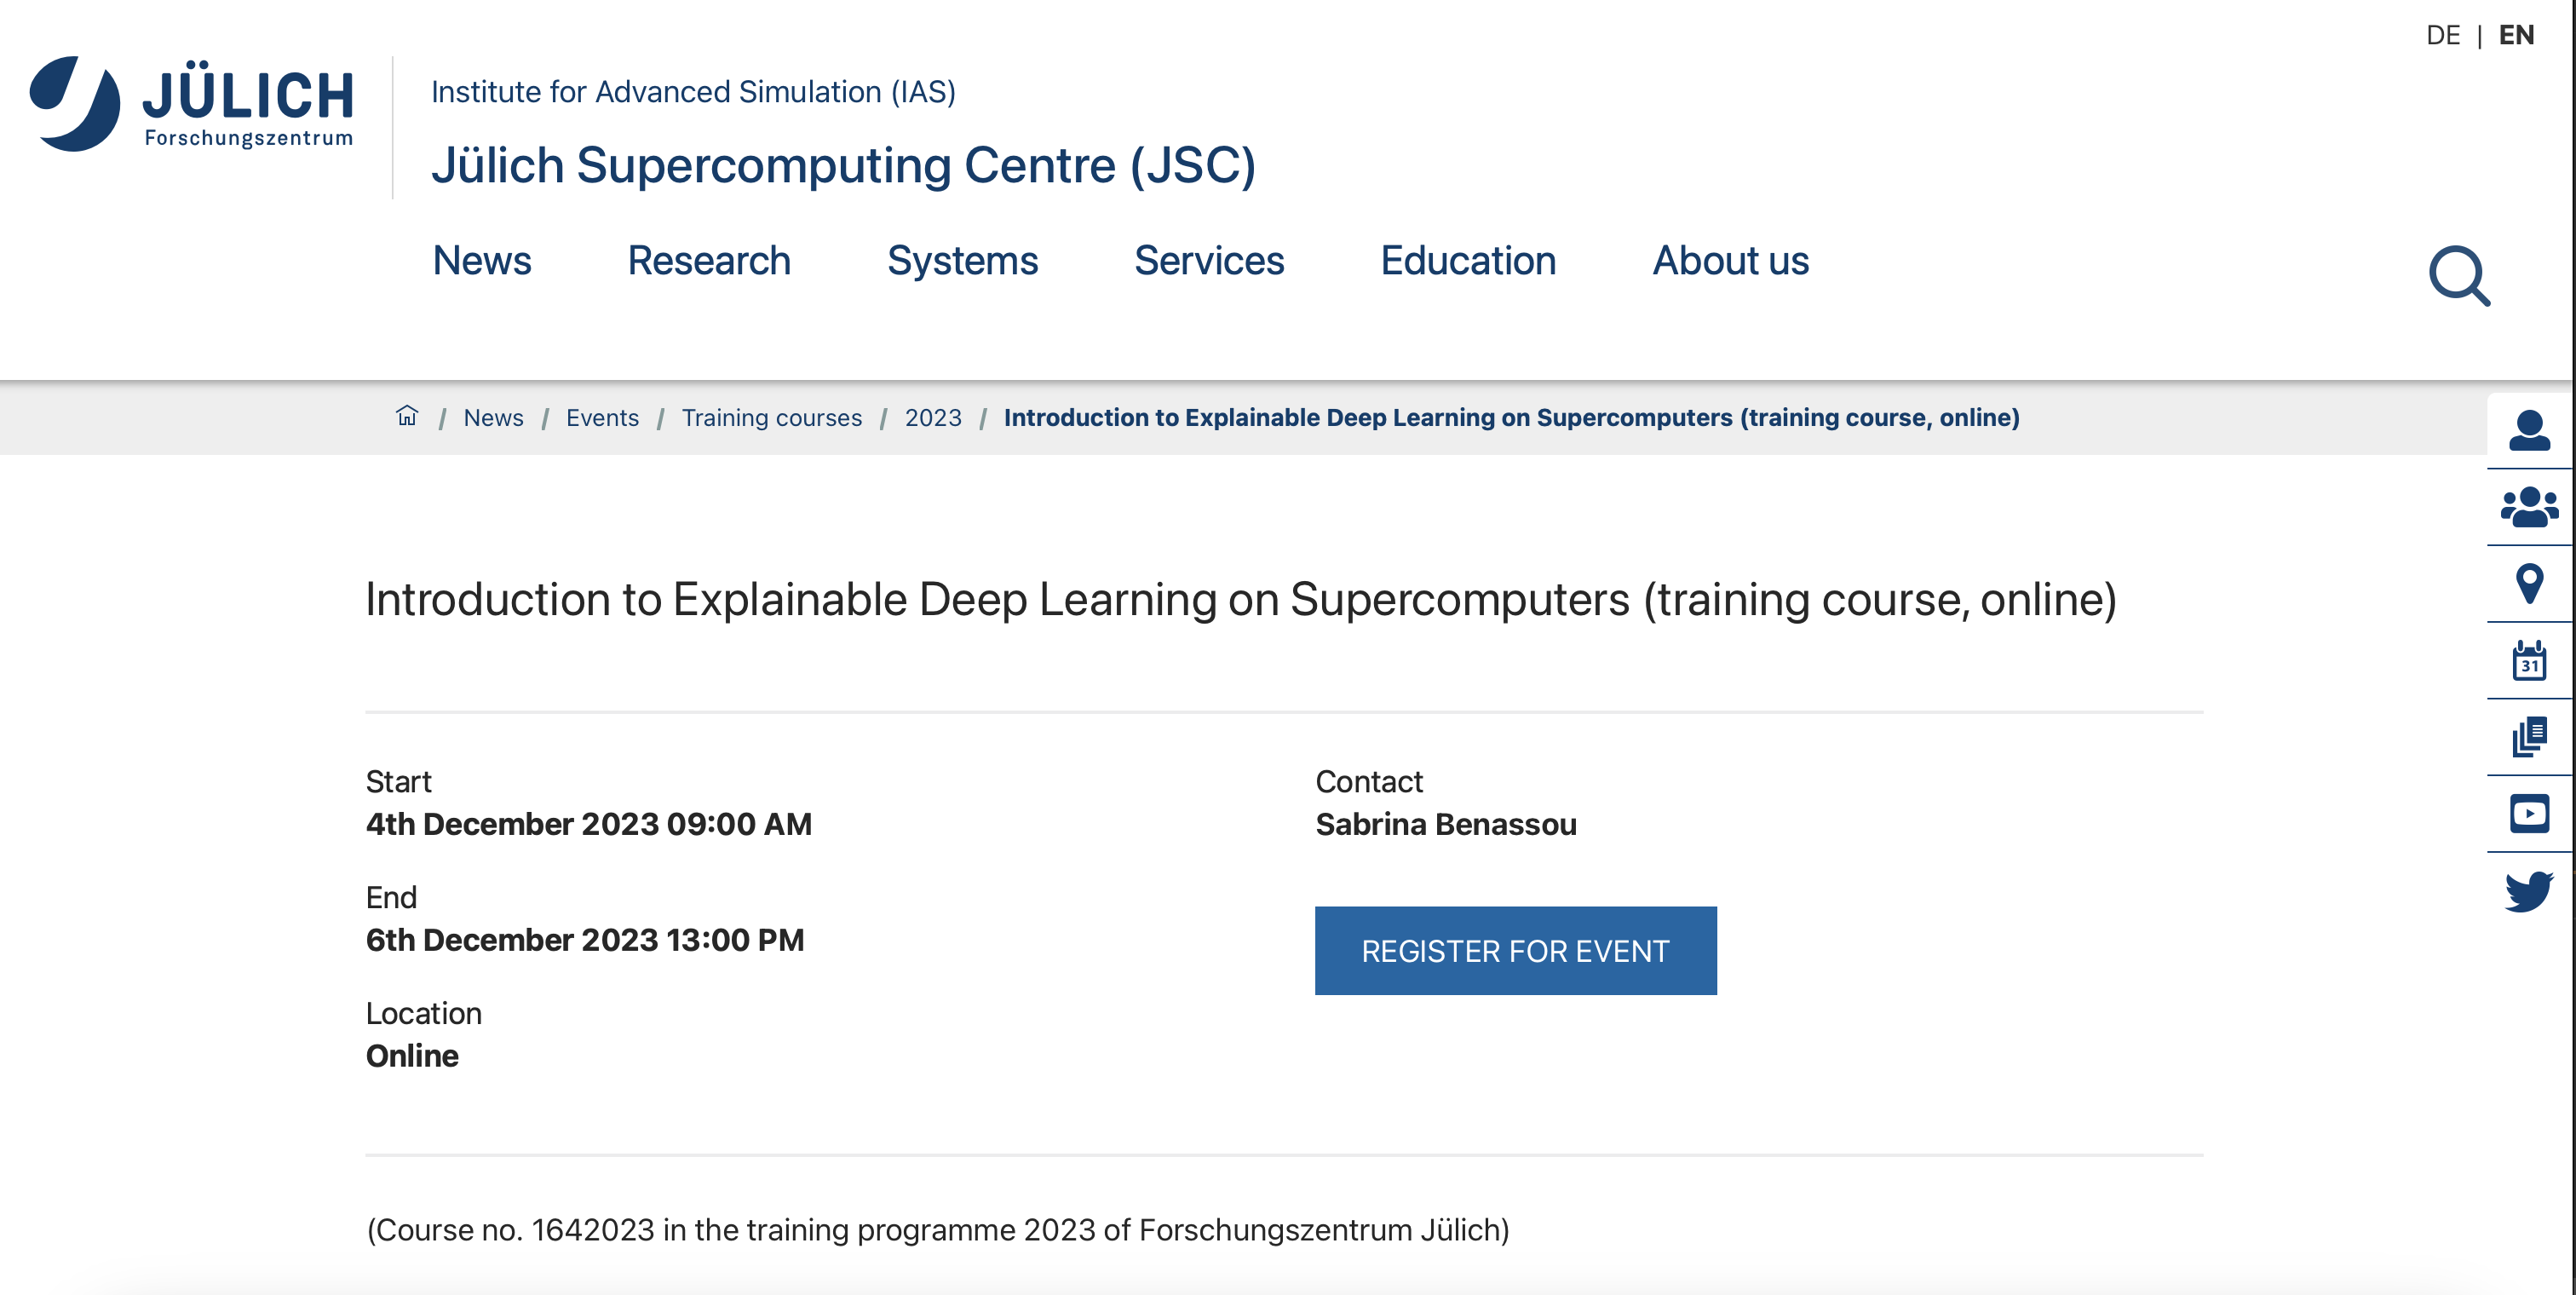 DE | EN
JÜLICH
Forschungszentrum
Institute for Advanced Simulation (IAS)
Jülich Supercomputing Centre (JSC)
News Research Systems Services Education About us
/ News / Events / Training courses / 2023 / Introduction to Explainable Deep Learning on Supercomputers (training course, online)
Introduction to Explainable Deep Learning on Supercomputers (training course, online)
31
Start
4th December 2023 09:00 AM
End
6th December 2023 13:00 PM
Location
Online
Contact
Sabrina Benassou
REGISTER FOR EVENT
(Course no. 1642023 in the training programme 2023 of Forschungszentrum Jülich)